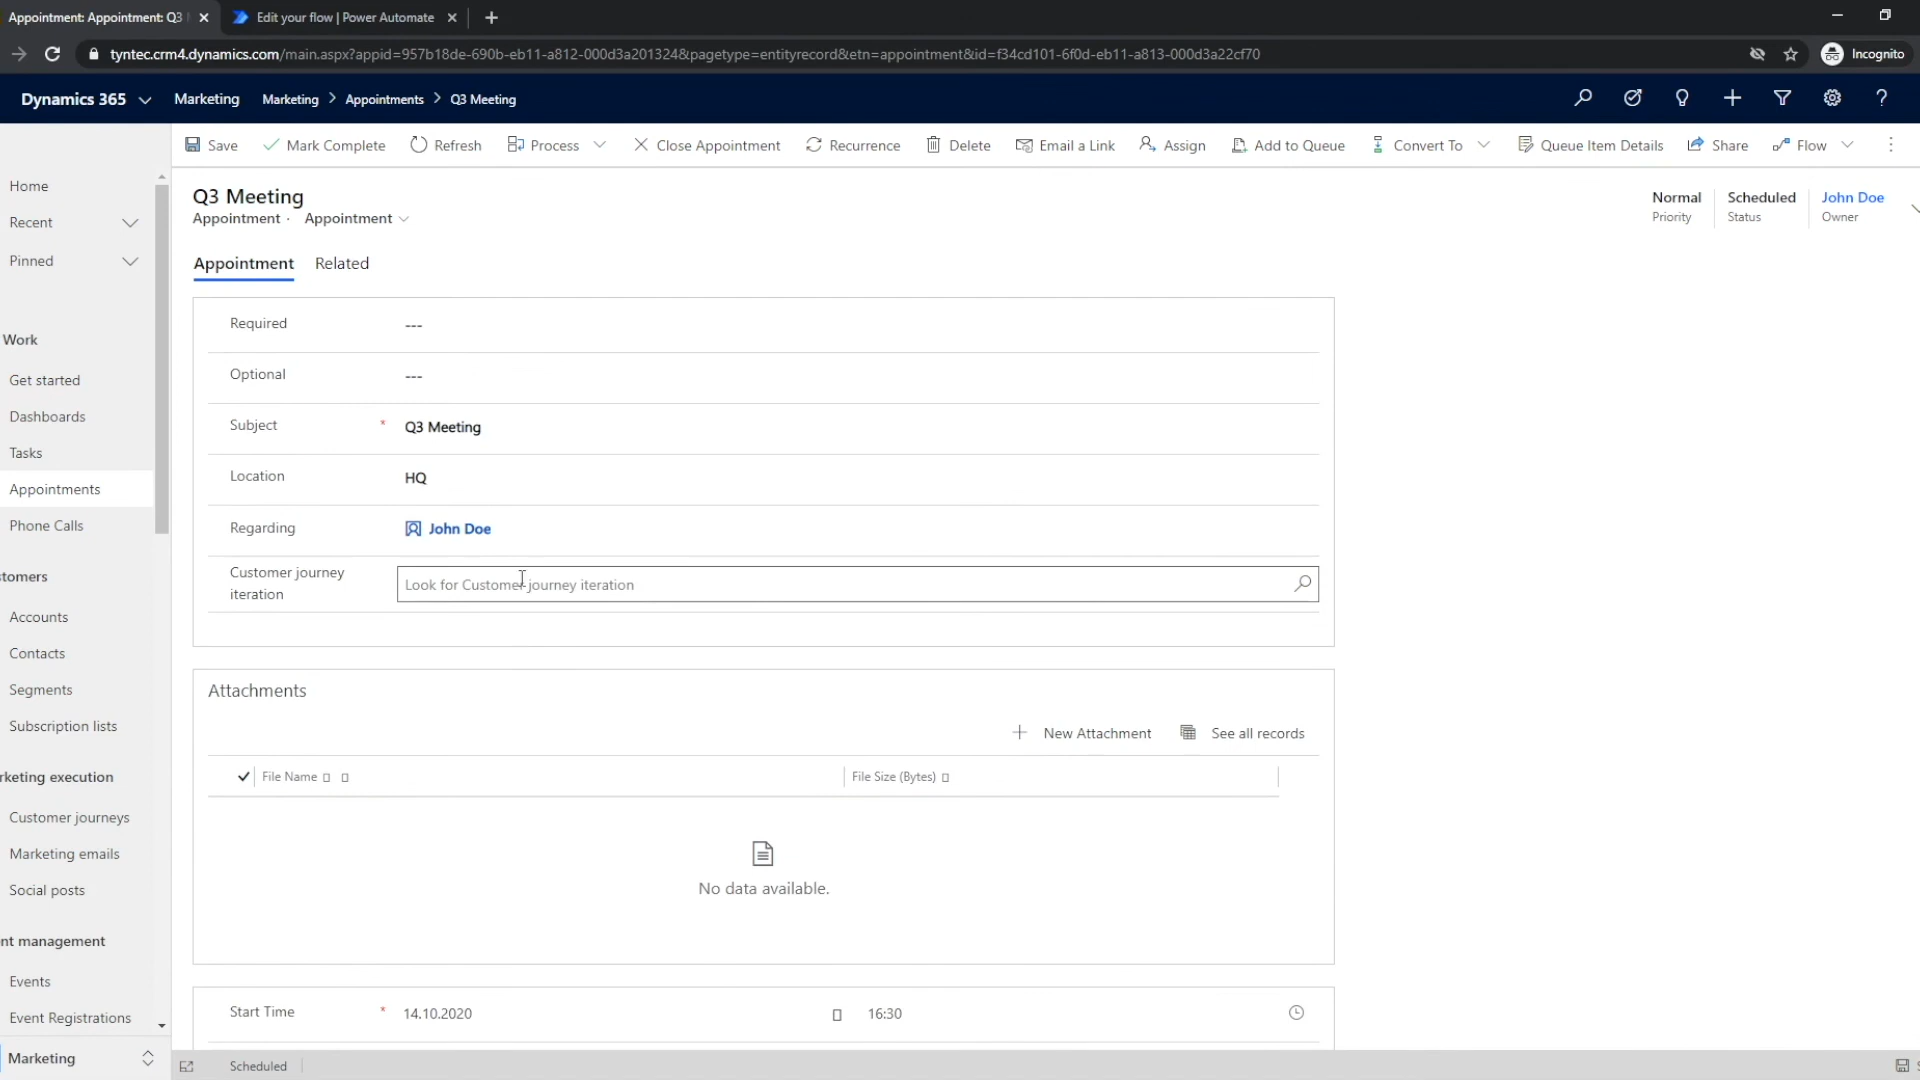 Appointment: Appointment: Q3
Edit your flow | Power Automate
tyntec.crm4.dynamics.com/main.aspx?appid=957b18de-690b-eb11-a812-000d3a201324&pagetype=entityrecord&etn=appointment&id=f34cd101-6f0d-eb11-a813-000d3a22cf70
Incognito
Dynamics 365
Marketing
Marketing > Appointments > Q3 Meeting
Save
Mark Complete
Refresh
Process
Close Appointment
Recurrence
Delete
Email a Link
Assign
Add to Queue
Convert To
Queue Item Details
Share
Flow
Home
Recent
Pinned
Work
Get started
Dashboards
Tasks
Appointments
Phone Calls
tomers
Accounts
Contacts
Segments
Subscription lists
rketing execution
Customer journeys
Marketing emails
Social posts
nt management
Events
Event Registrations
Marketing
Q3 Meeting
Appointment · Appointment
Normal
Priority
Scheduled
Status
John Doe
Owner
Appointment
Related
Required ---
Optional ---
Subject * Q3 Meeting
Location HQ
Regarding John Doe
Customer journey
iteration
Look for Customer journey iteration
Attachments
New Attachment
See all records
File Name
File Size (Bytes)
No data available.
Start Time * 14.10.2020 16:30
Scheduled